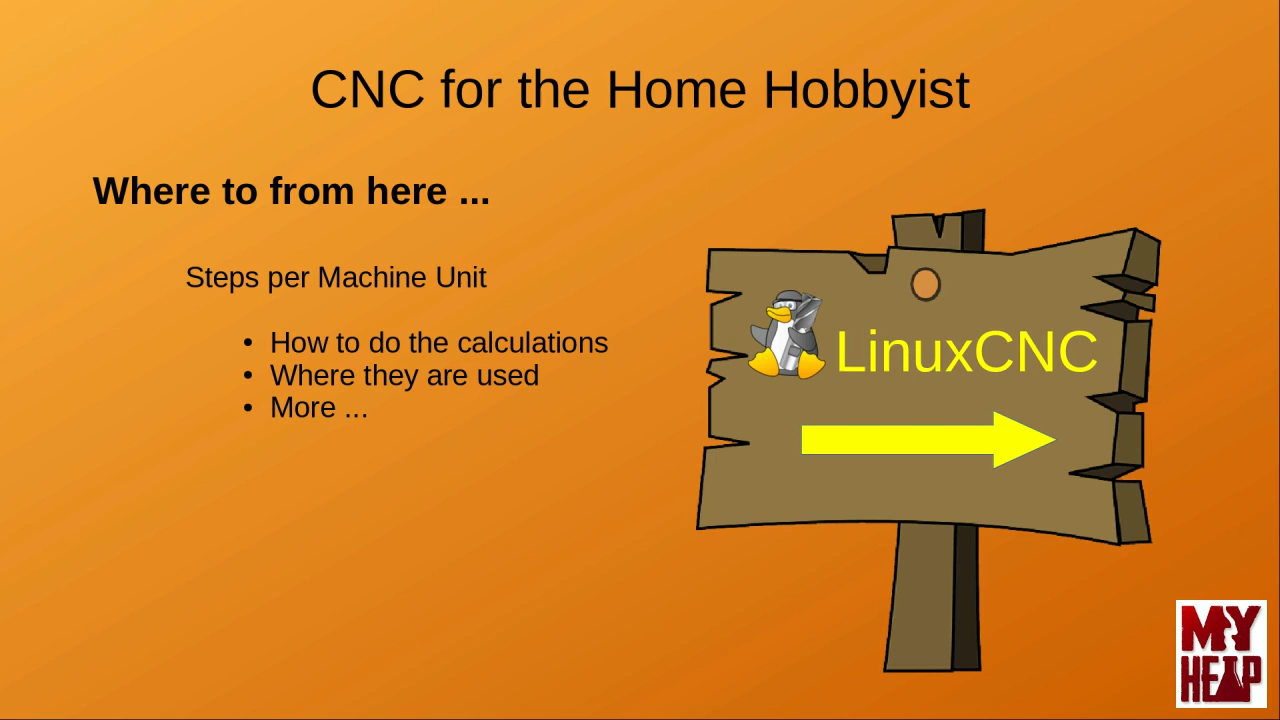 CNC for the Home Hobbyist
Where to from here ...
Steps per Machine Unit
• How to do the calculations
• Where they are used
• More ...
LinuxCNC
MY
HEAP